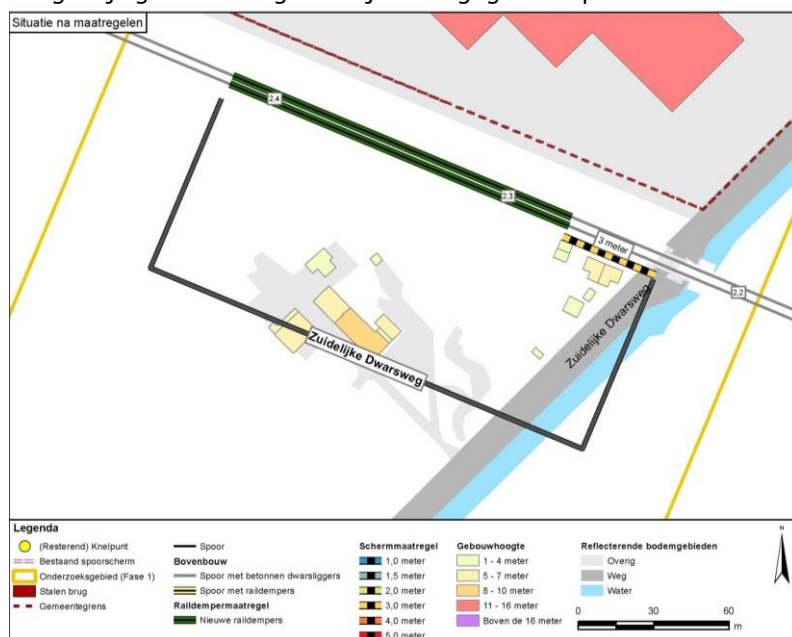 Situatie na maatregelen
2,4
2,3
3 meter
2,2
Zuidelijke Dwarsweg
Zuidelijke Dwarsweg
Legenda
(Resterend) Knelpunt
Bestaand spoorscherm
Onderzoeksgebied (Fase 1)
Stalen brug
Gemeentegrens
Spoor
Bovenbouw
Spoor met betonnen dwarsliggers
Spoor met raildempers
Raildempermaatregel
Nieuwe raildempers
Schermmaatregel
1,0 meter
1,5 meter
2,0 meter
3,0 meter
4,0 meter
5,0 meter
Gebouwhoogte
1 - 4 meter
5 - 7 meter
8 - 10 meter
11 - 16 meter
Boven de 16 meter
Reflecterende bodemgebieden
Overig
Weg
Water
N
0 30 60
m